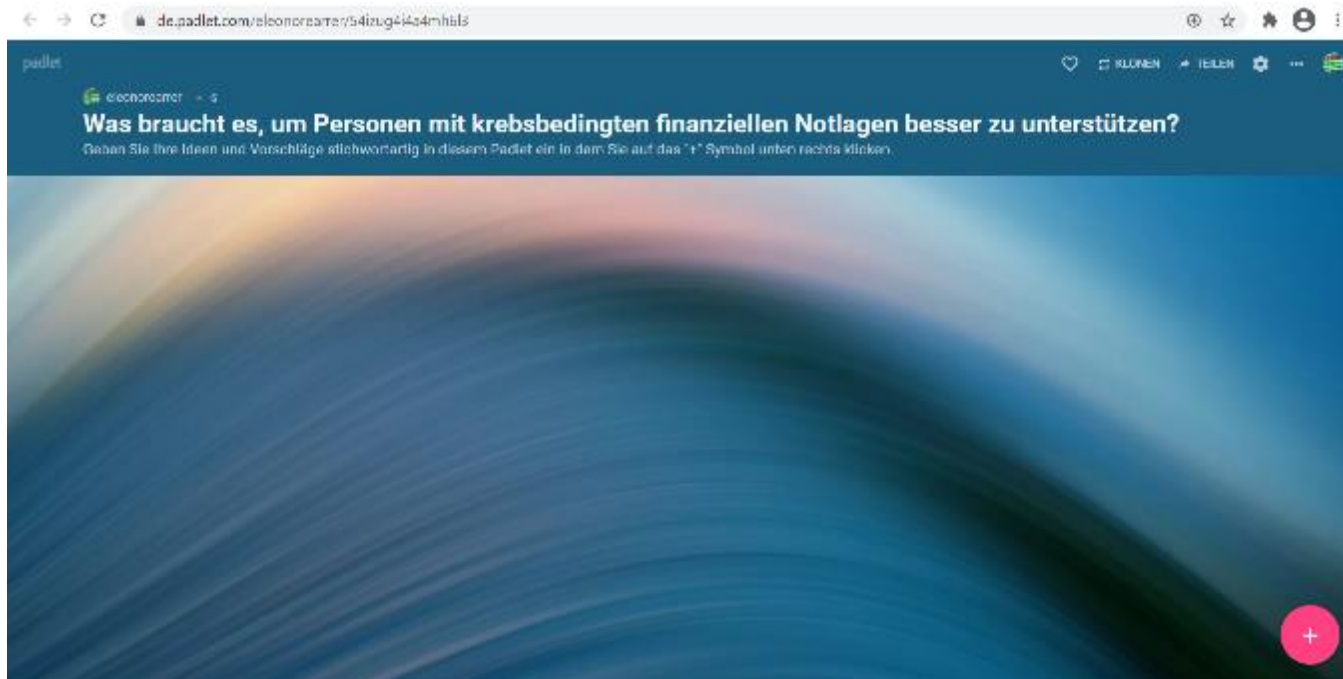 de.padlet.com/eleonorearrer/
padlet
KLONEN
TEILEN
eleonorearrer
Was braucht es, um Personen mit krebsbedingten finanziellen Notlagen besser zu unterstützen?
Geben Sie Ihre Ideen und Vorschläge stichwortartig in diesem Padlet ein in dem Sie auf das "+" Symbol unten rechts klicken.